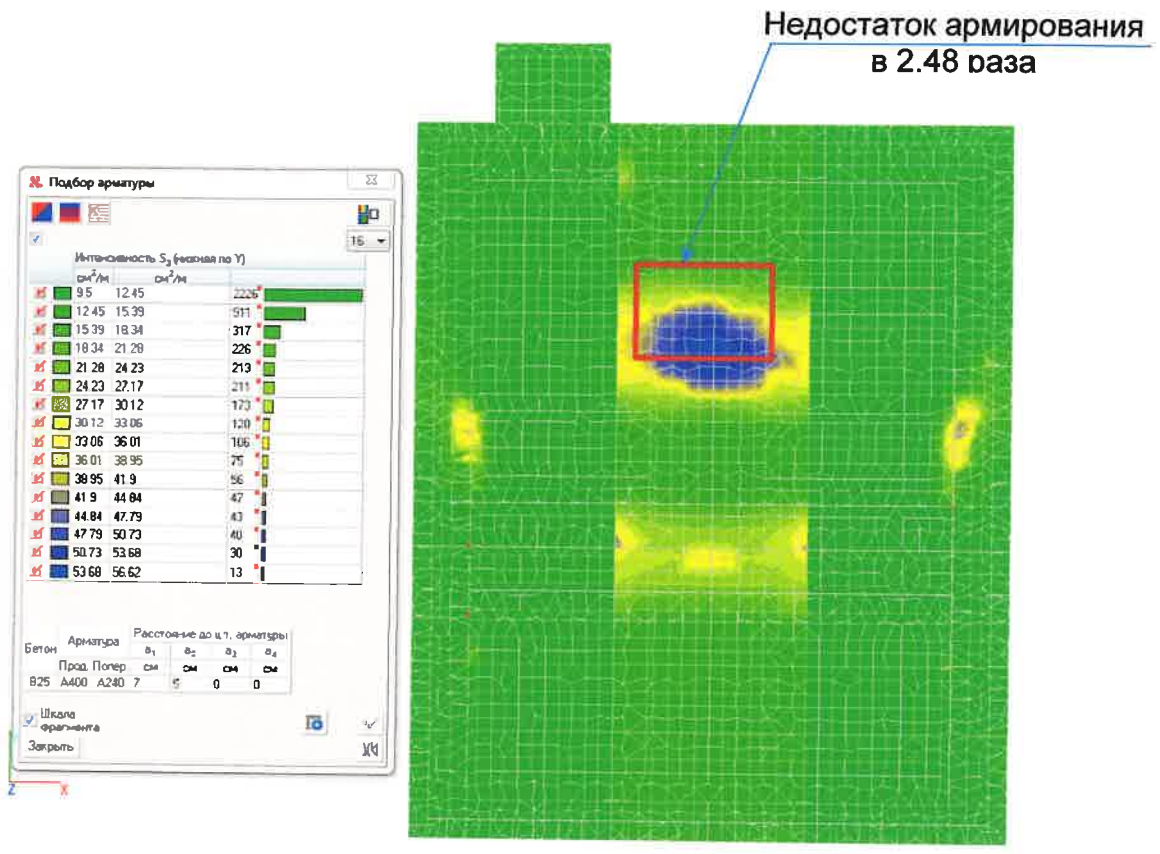 Недостаток армирования
в 2.48 раза
Подбор арматуры
16
Интенсивность S3 (нижняя по Y)
см²/м см²/м
9.5 12.45 2226
12.45 15.39 511
15.39 18.34 317
18.34 21.28 226
21.28 24.23 213
24.23 27.17 211
27.17 30.12 173
30.12 33.06 120
33.06 36.01 106
36.01 38.95 75
38.95 41.9 56
41.9 44.84 47
44.84 47.79 43
47.79 50.73 40
50.73 53.68 30
53.68 56.62 13
Бетон Арматура Расстояние до ц.т. арматуры
a1 a2 a3 a4
Прод. Попер. см см см см
B25 A400 A240 7 5 0 0
Шкала
фрагмента
Закрыть
Z X